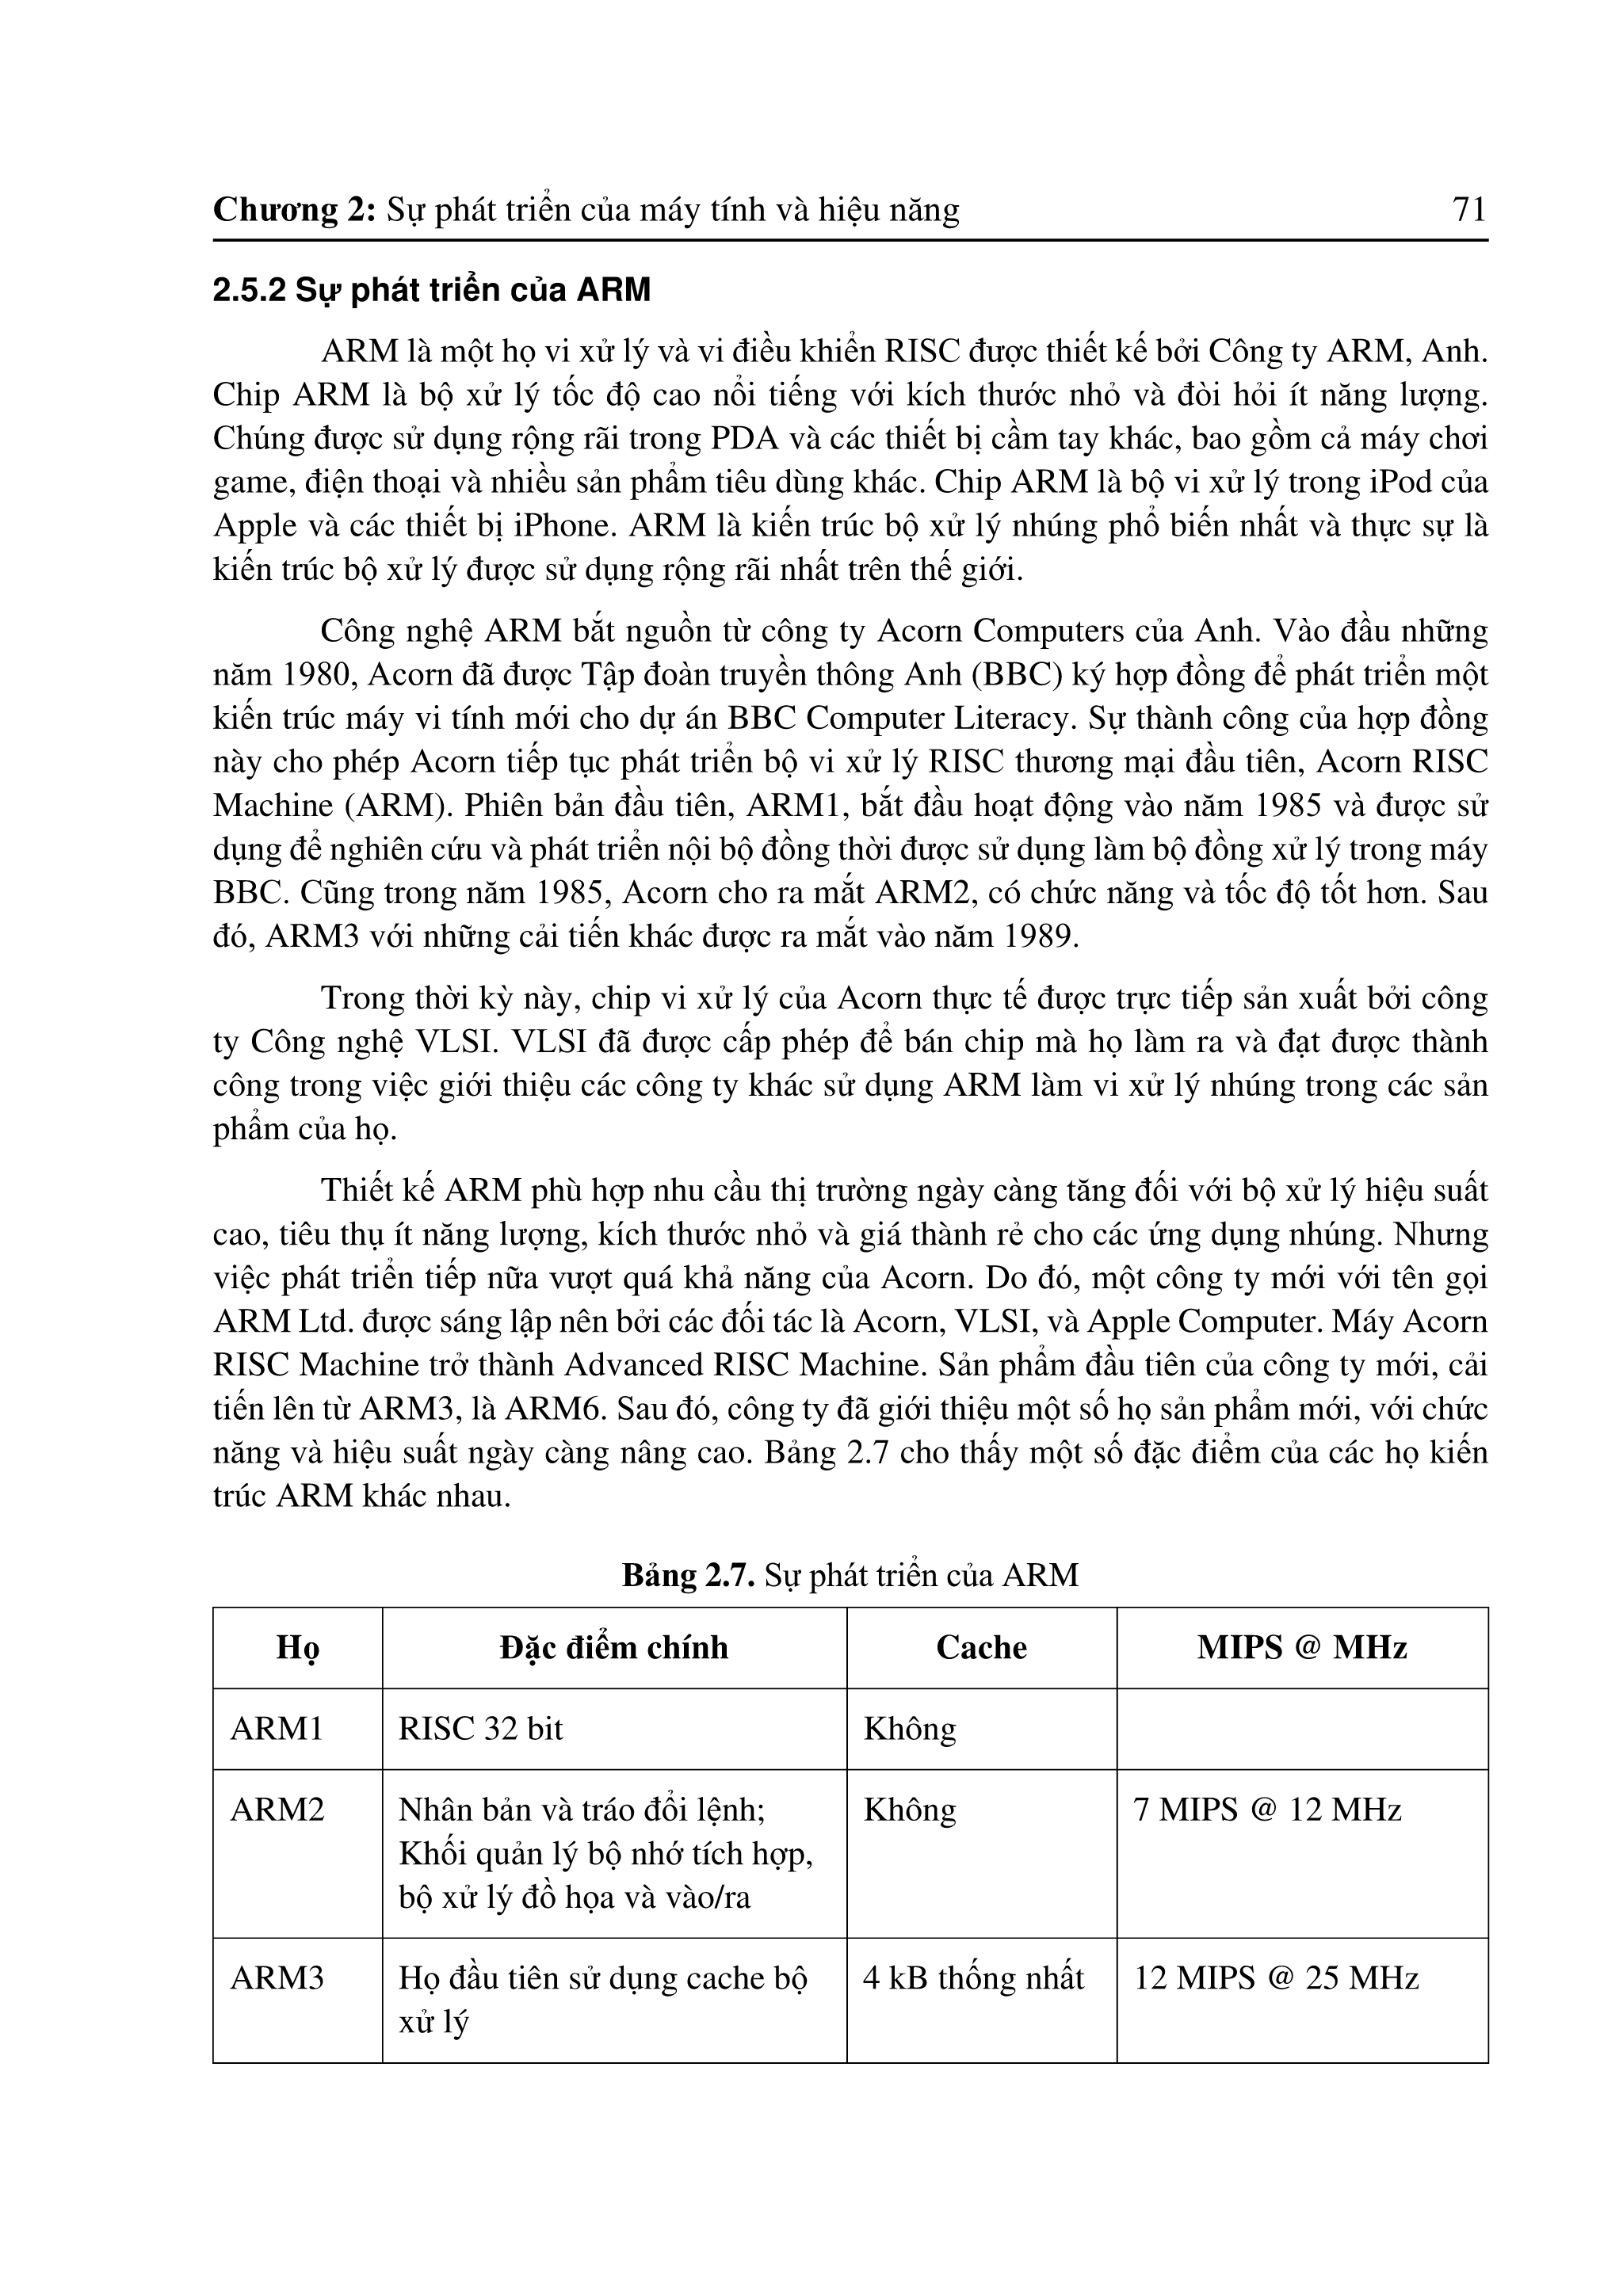 Chương 2: Sự phát triển của máy tính và hiệu năng 71
2.5.2 Sự phát triển của ARM
ARM là một họ vi xử lý và vi điều khiển RISC được thiết kế bởi Công ty ARM, Anh.
Chip ARM là bộ xử lý tốc độ cao nổi tiếng với kích thước nhỏ và đòi hỏi ít năng lượng.
Chúng được sử dụng rộng rãi trong PDA và các thiết bị cầm tay khác, bao gồm cả máy chơi
game, điện thoại và nhiều sản phẩm tiêu dùng khác. Chip ARM là bộ vi xử lý trong iPod của
Apple và các thiết bị iPhone. ARM là kiến trúc bộ xử lý nhúng phổ biến nhất và thực sự là
kiến trúc bộ xử lý được sử dụng rộng rãi nhất trên thế giới.
Công nghệ ARM bắt nguồn từ công ty Acorn Computers của Anh. Vào đầu những
năm 1980, Acorn đã được Tập đoàn truyền thông Anh (BBC) ký hợp đồng để phát triển một
kiến trúc máy vi tính mới cho dự án BBC Computer Literacy. Sự thành công của hợp đồng
này cho phép Acorn tiếp tục phát triển bộ vi xử lý RISC thương mại đầu tiên, Acorn RISC
Machine (ARM). Phiên bản đầu tiên, ARM1, bắt đầu hoạt động vào năm 1985 và được sử
dụng để nghiên cứu và phát triển nội bộ đồng thời được sử dụng làm bộ đồng xử lý trong máy
BBC. Cũng trong năm 1985, Acorn cho ra mắt ARM2, có chức năng và tốc độ tốt hơn. Sau
đó, ARM3 với những cải tiến khác được ra mắt vào năm 1989.
Trong thời kỳ này, chip vi xử lý của Acorn thực tế được trực tiếp sản xuất bởi công
ty Công nghệ VLSI. VLSI đã được cấp phép để bán chip mà họ làm ra và đạt được thành
công trong việc giới thiệu các công ty khác sử dụng ARM làm vi xử lý nhúng trong các sản
phẩm của họ.
Thiết kế ARM phù hợp nhu cầu thị trường ngày càng tăng đối với bộ xử lý hiệu suất
cao, tiêu thụ ít năng lượng, kích thước nhỏ và giá thành rẻ cho các ứng dụng nhúng. Nhưng
việc phát triển tiếp nữa vượt quá khả năng của Acorn. Do đó, một công ty mới với tên gọi
ARM Ltd. được sáng lập nên bởi các đối tác là Acorn, VLSI, và Apple Computer. Máy Acorn
RISC Machine trở thành Advanced RISC Machine. Sản phẩm đầu tiên của công ty mới, cải
tiến lên từ ARM3, là ARM6. Sau đó, công ty đã giới thiệu một số họ sản phẩm mới, với chức
năng và hiệu suất ngày càng nâng cao. Bảng 2.7 cho thấy một số đặc điểm của các họ kiến
trúc ARM khác nhau.
Bảng 2.7. Sự phát triển của ARM
Họ Đặc điểm chính Cache MIPS @ MHz
ARM1 RISC 32 bit Không
ARM2 Nhân bản và tráo đổi lệnh; Không 7 MIPS @ 12 MHz
Khối quản lý bộ nhớ tích hợp,
bộ xử lý đồ họa và vào/ra
ARM3 Họ đầu tiên sử dụng cache bộ 4 kB thống nhất 12 MIPS @ 25 MHz
xử lý